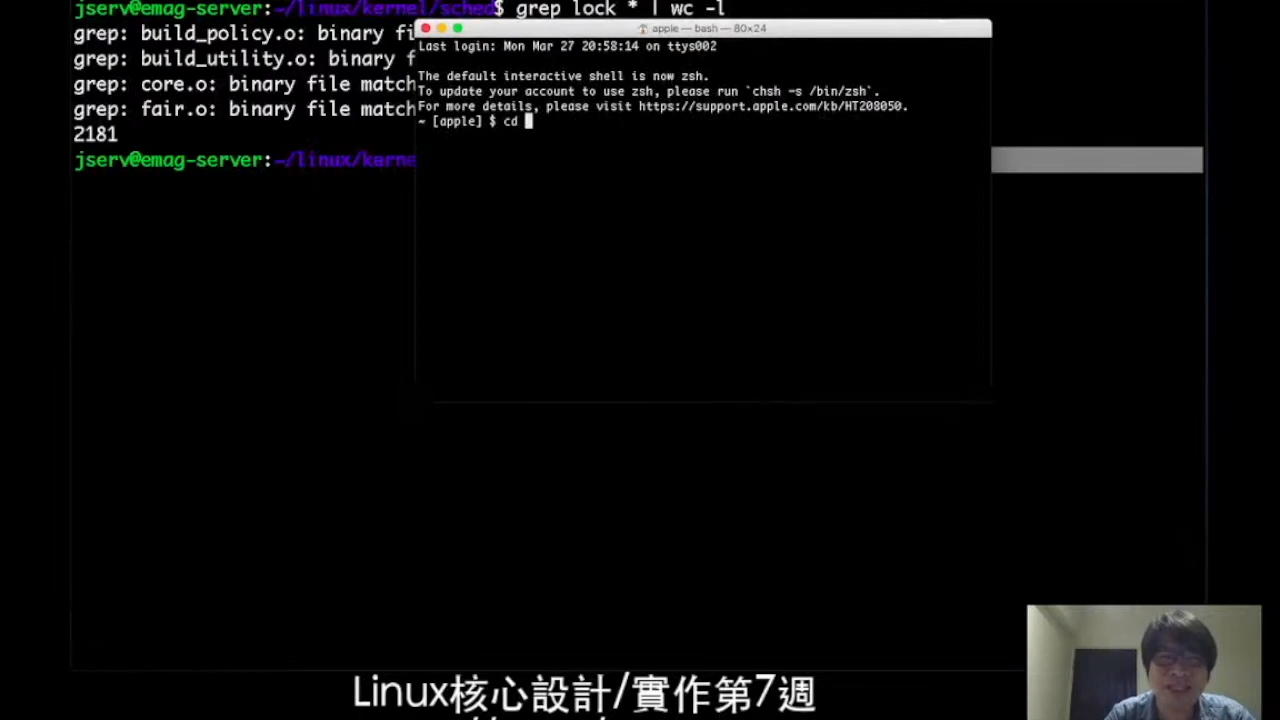 jserv@emag-server:~/linux/kernel/sched$ grep lock * | wc -l
grep: build_policy.o: binary fi
grep: build_utility.o: binary f
grep: core.o: binary file match
grep: fair.o: binary file match
2181
jserv@emag-server:~/linux/kerne
apple — bash — 80×24
Last login: Mon Mar 27 20:58:14 on ttys002
The default interactive shell is now zsh.
To update your account to use zsh, please run `chsh -s /bin/zsh`.
For more details, please visit https://support.apple.com/kb/HT208050.
~ [apple] $ cd
Linux核心設計/實作第7週